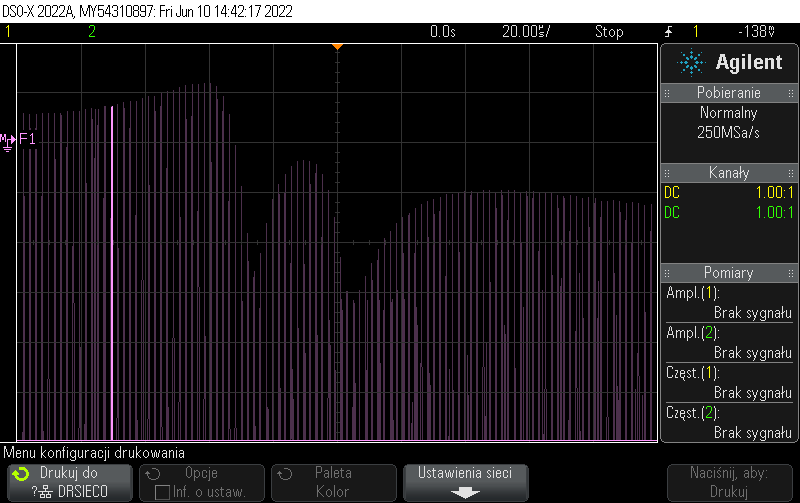 DSO-X 2022A, MY54310897: Fri Jun 10 14:42:17 2022
1 2 0.0s 20.00µs/ Stop 1 -138mV
Agilent
Pobieranie
Normalny
250MSa/s
Kanały
DC 1.00:1
DC 1.00:1
Pomiary
Ampl.(1):
Brak sygnału
Ampl.(2):
Brak sygnału
Częst.(1):
Brak sygnału
Częst.(2):
Brak sygnału
M F1
Menu konfiguracji drukowania
Drukuj do
?DRSIECO
Opcje
Inf. o ustaw.
Paleta
Kolor
Ustawienia sieci
Naciśnij, aby:
Drukuj